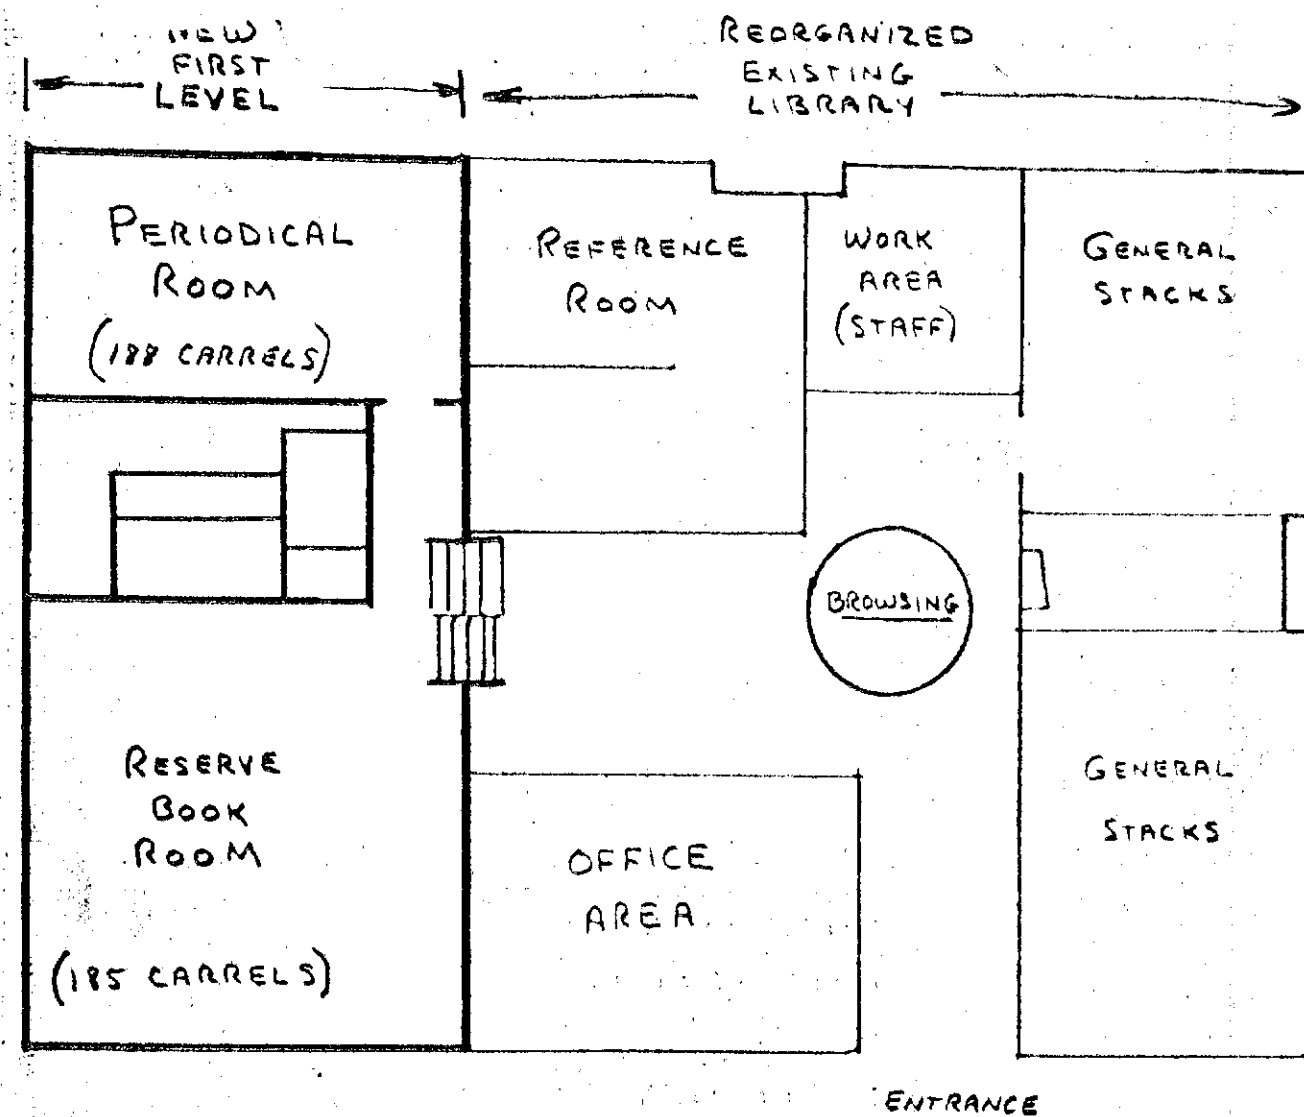 NEW
FIRST
LEVEL
REORGANIZED
EXISTING
LIBRARY
PERIODICAL
ROOM
(188 CARRELS)
REFERENCE
ROOM
WORK
AREA
(STAFF)
GENERAL
STACKS
BROWSING
RESERVE
BOOK
ROOM
(185 CARRELS)
OFFICE
AREA
GENERAL
STACKS
ENTRANCE